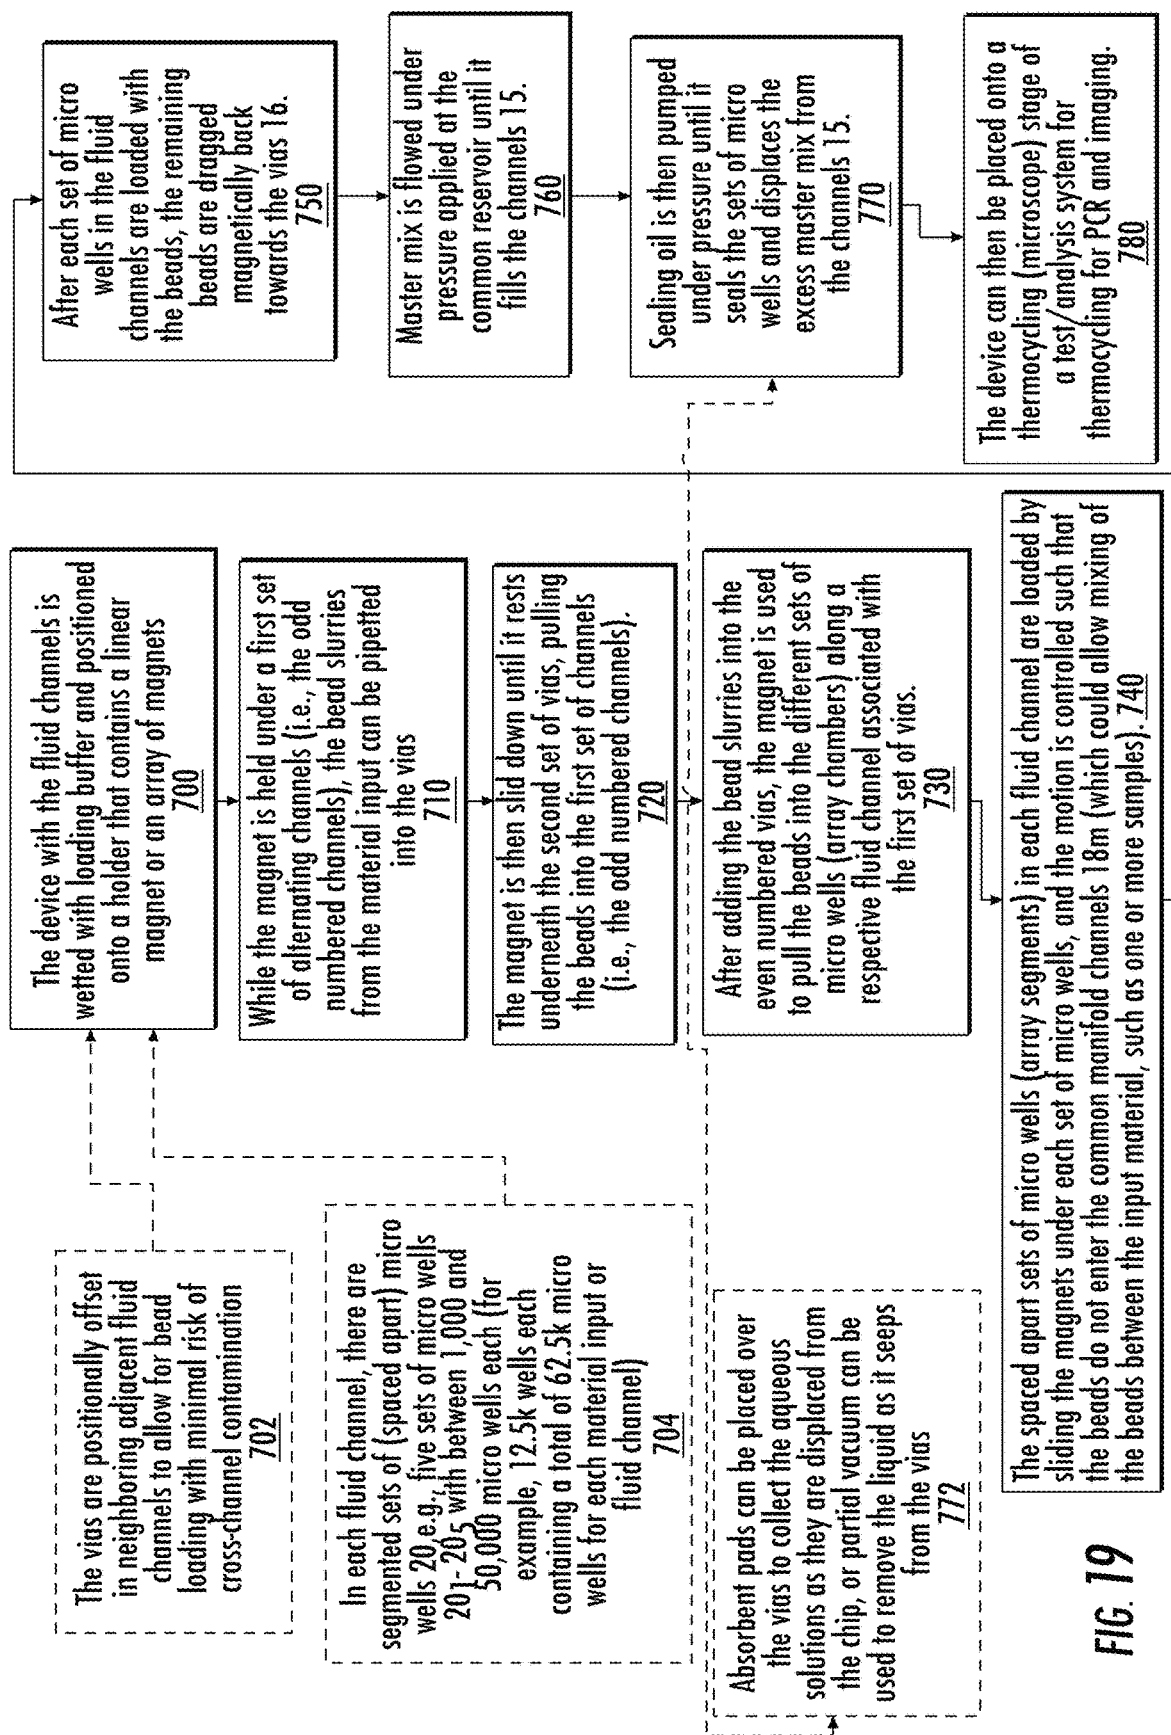 The vias are positionally offset
in neighboring adjacent fluid
channels to allow for bead
loading with minimal risk of
cross-channel contamination
702
In each fluid channel, there are
segmented sets of (spaced apart) micro
wells 20,e.g., five sets of micro wells
20₁- 20₅ with between 1,000 and
50,000 micro wells each (for
example, 12.5k wells each
containing a total of 62.5k micro
wells for each material input or
fluid channel)
704
Absorbent pads can be placed over
the vias to collect the aqueous
solutions as they are displaced from
the chip, or partial vacuum can be
used to remove the liquid as it seeps
from the vias
772
The device with the fluid channels is
wetted with loading buffer and positioned
onto a holder that contains a linear
magnet or an array of magnets
700
While the magnet is held under a first set
of alternating channels (i.e., the odd
numbered channels), the bead slurries
from the material input can be pipetted
into the vias
710
The magnet is then slid down until it rests
underneath the second set of vias, pulling
the beads into the first set of channels
(i.e., the odd numbered channels).
720
After adding the bead slurries into the
even numbered vias, the magnet is used
to pull the beads into the different sets of
micro wells (array chambers) along a
respective fluid channel associated with
the first set of vias.
730
The spaced apart sets of micro wells (array segments) in each fluid channel are loaded by
sliding the magnets under each set of micro wells, and the motion is controlled such that
the beads do not enter the common manifold channels 18m (which could allow mixing of
the beads between the input material, such as one or more samples). 740
After each set of micro
wells in the fluid
channels are loaded with
the beads, the remaining
beads are dragged
magnetically back
towards the vias 16.
750
Master mix is flowed under
pressure applied at the
common reservoir until it
fills the channels 15.
760
Sealing oil is then pumped
under pressure until it
seals the sets of micro
wells and displaces the
excess master mix from
the channels 15.
770
The device can then be placed onto a
thermocycling (microscope) stage of
a test/analysis system for
thermocycling for PCR and imaging.
780
FIG. 19